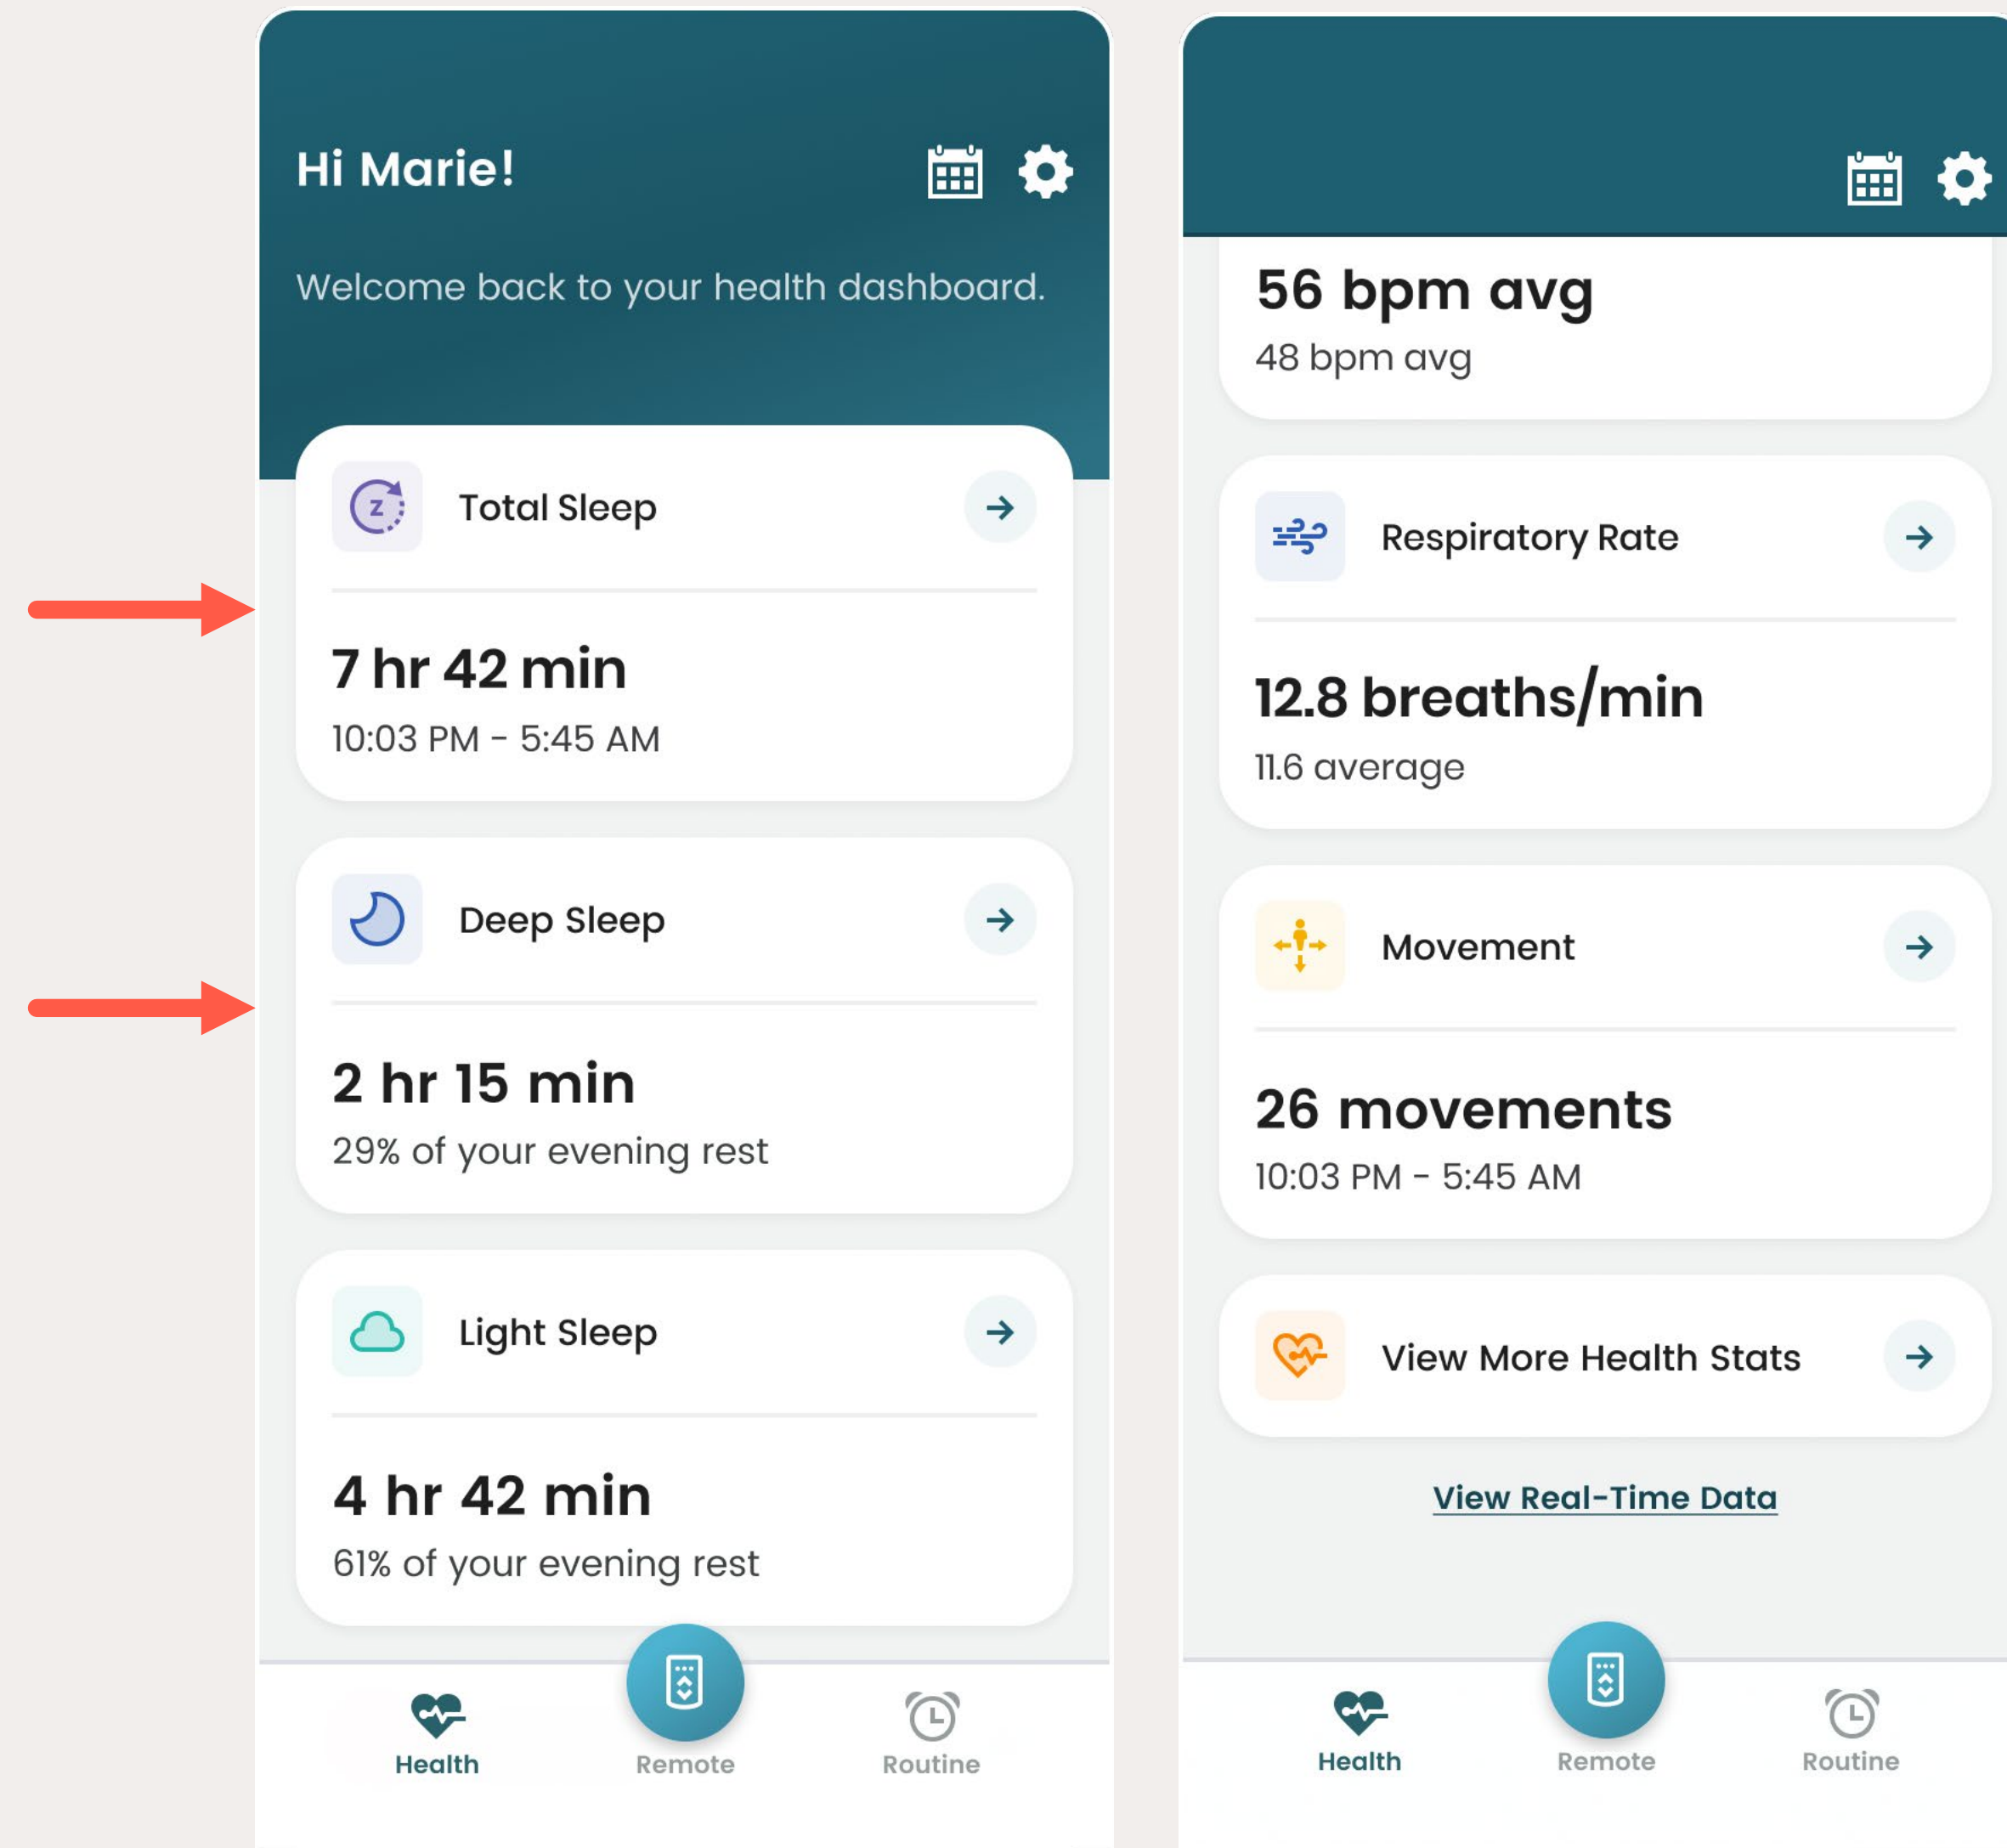 Hi Marie!
Welcome back to your health dashboard.
Z
Total Sleep
7 hr 42 min
10:03 PM - 5:45 AM
Deep Sleep
2 hr 15 min
29% of your evening rest
Light Sleep
4 hr 42 min
61% of your evening rest
Health
Remote
Routine
56 bpm avg
48 bpm avg
Respiratory Rate
12.8 breaths/min
11.6 average
Movement
26 movements
10:03 PM - 5:45 AM
View More Health Stats
View Real-Time Data
Health
Remote
Routine